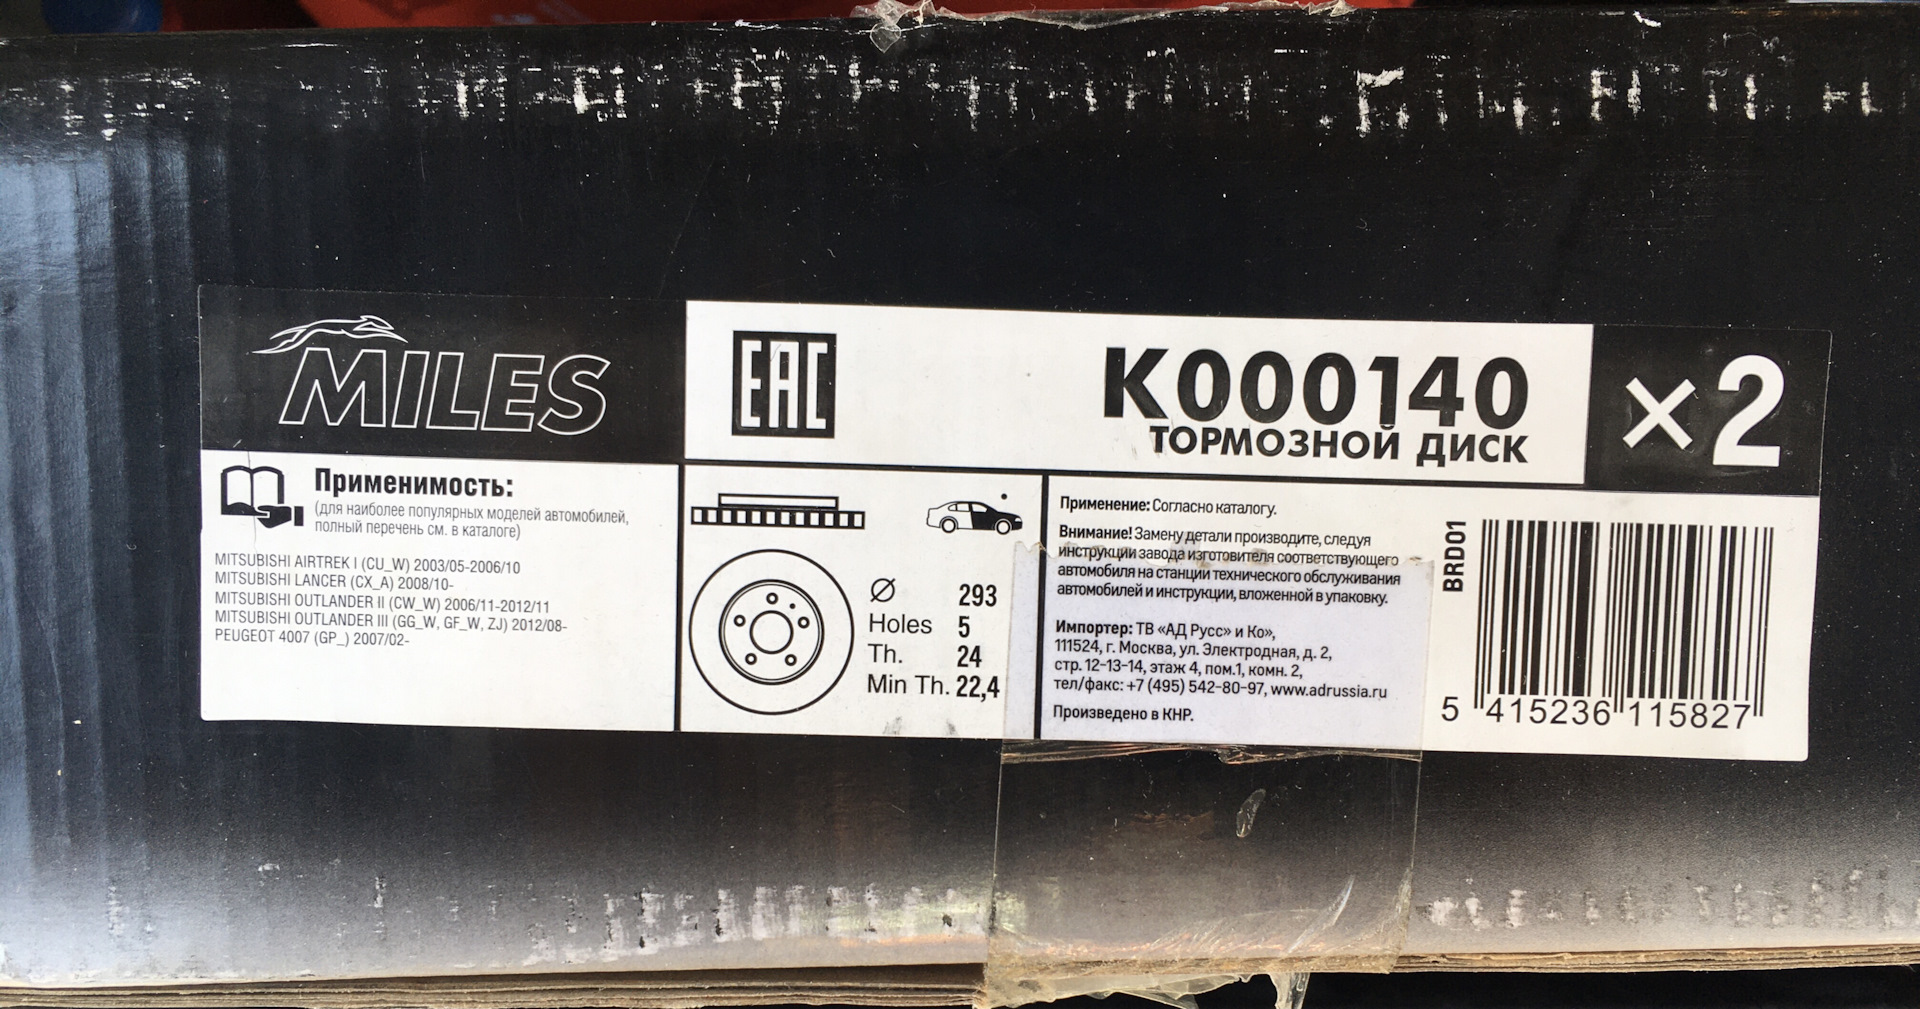 MILES
EAC
K000140
ТОРМОЗНОЙ ДИСК
×2
Применимость:
(для наиболее популярных моделей автомобилей,
полный перечень см. в каталоге)
MITSUBISHI AIRTREK I (CU_W) 2003/05-2006/10
MITSUBISHI LANCER (CX_A) 2008/10-
MITSUBISHI OUTLANDER II (CW_W) 2006/11-2012/11
MITSUBISHI OUTLANDER III (GG_W, GF_W, ZJ) 2012/08-
PEUGEOT 4007 (GP_) 2007/02-
Ø 293
Holes 5
Th. 24
Min Th. 22,4
Применение: Согласно каталогу.
Внимание! Замену детали производите, следуя
инструкции завода изготовителя соответствующего
автомобиля на станции технического обслуживания
автомобилей и инструкции, вложенной в упаковку.
Импортер: ТВ «АД Русс» и Ко»,
111524, г. Москва, ул. Электродная, д. 2,
стр. 12-13-14, этаж 4, пом.1, комн. 2,
тел/факс: +7 (495) 542-80-97, www.adrussia.ru
Произведено в КНР.
BRD01
5 415236 115827